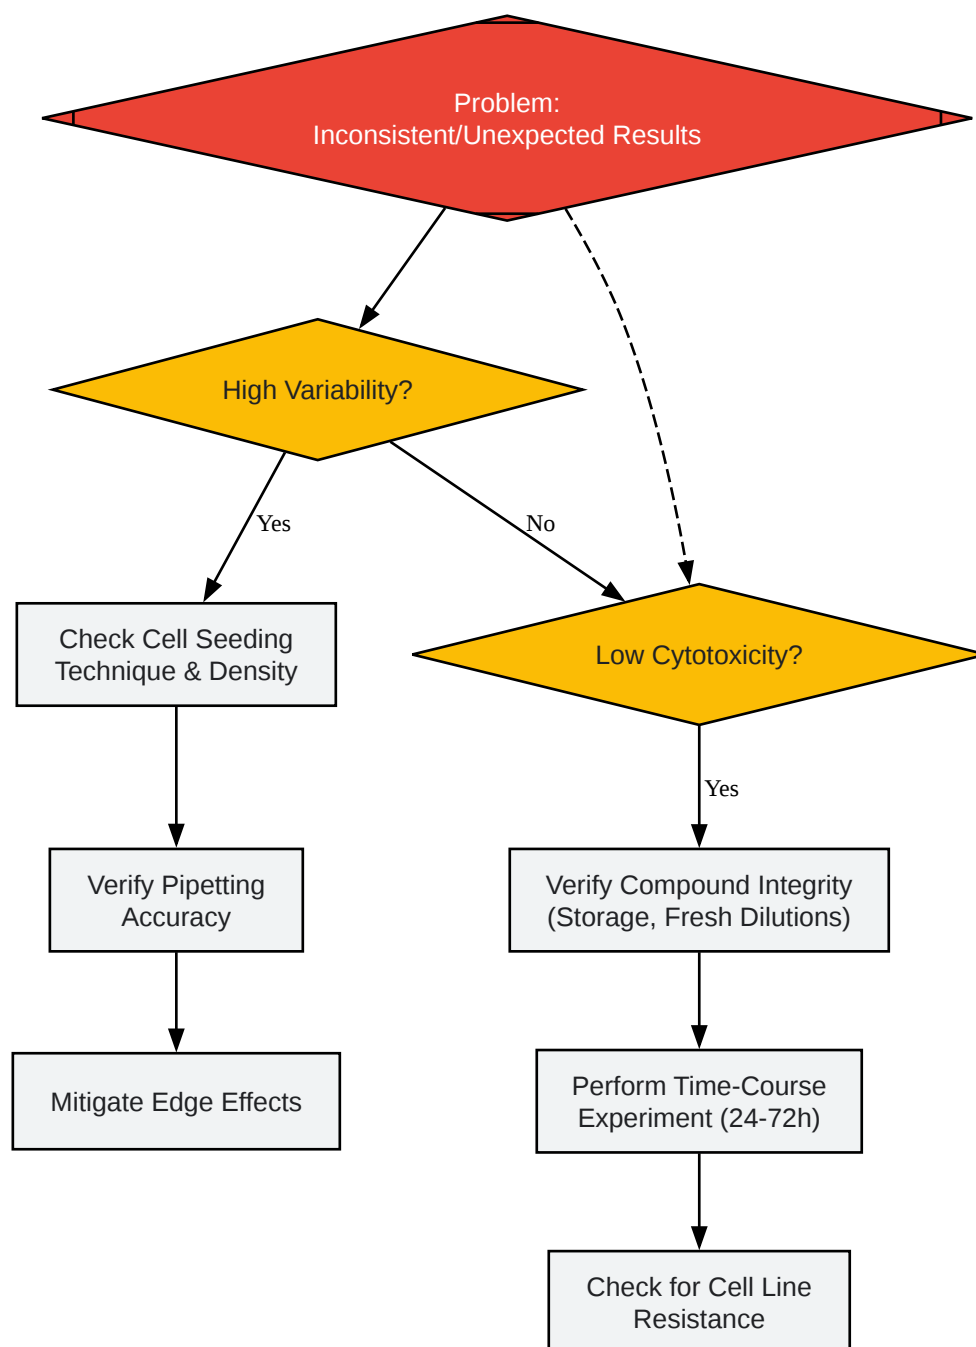 Problem:
Inconsistent/Unexpected Results
High Variability?
Yes
No
Check Cell Seeding
Technique & Density
Low Cytotoxicity?
Yes
Verify Pipetting
Accuracy
Verify Compound Integrity
(Storage, Fresh Dilutions)
Mitigate Edge Effects
Perform Time-Course
Experiment (24-72h)
Check for Cell Line
Resistance